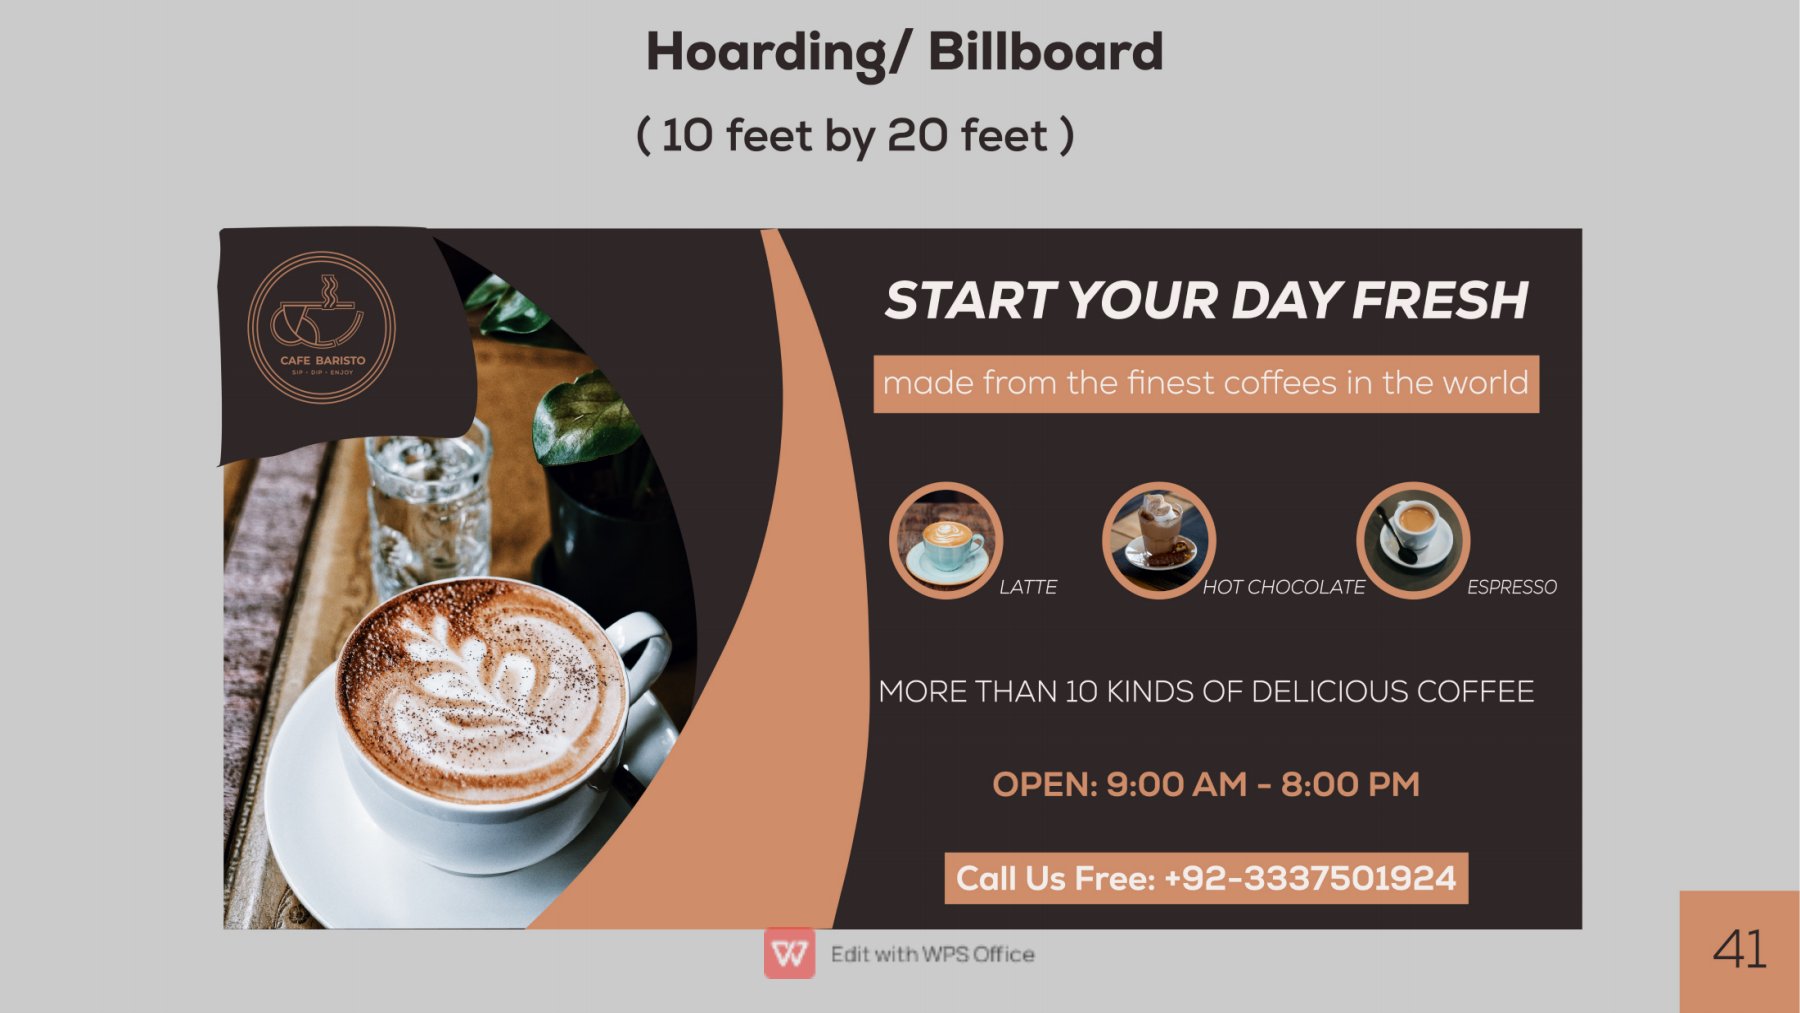 Hoarding/ Billboard
( 10 feet by 20 feet )
CAFE BARISTO
SIP - DIP - ENJOY
START YOUR DAY FRESH
made from the finest coffees in the world
LATTE
HOT CHOCOLATE
ESPRESSO
MORE THAN 10 KINDS OF DELICIOUS COFFEE
OPEN: 9:00 AM - 8:00 PM
Call Us Free: +92-3337501924
Edit with WPS Office
41